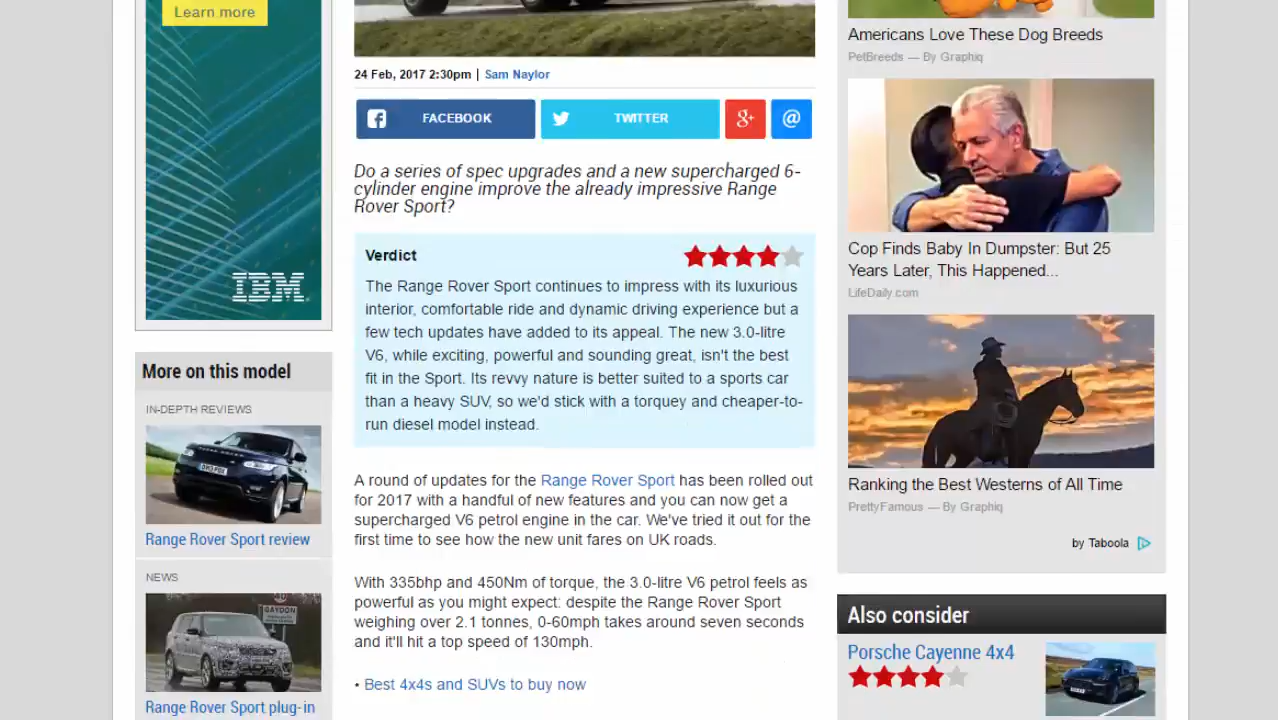 Learn more
IBM
More on this model
IN-DEPTH REVIEWS
Range Rover Sport review
NEWS
GAYDON
Range Rover Sport plug-in
24 Feb, 2017 2:30pm | Sam Naylor
FACEBOOK
TWITTER
g+
@
Do a series of spec upgrades and a new supercharged 6-
cylinder engine improve the already impressive Range
Rover Sport?
Verdict
The Range Rover Sport continues to impress with its luxurious
interior, comfortable ride and dynamic driving experience but a
few tech updates have added to its appeal. The new 3.0-litre
V6, while exciting, powerful and sounding great, isn't the best
fit in the Sport. Its revvy nature is better suited to a sports car
than a heavy SUV, so we'd stick with a torquey and cheaper-to-
run diesel model instead.
A round of updates for the Range Rover Sport has been rolled out
for 2017 with a handful of new features and you can now get a
supercharged V6 petrol engine in the car. We've tried it out for the
first time to see how the new unit fares on UK roads.
With 335bhp and 450Nm of torque, the 3.0-litre V6 petrol feels as
powerful as you might expect: despite the Range Rover Sport
weighing over 2.1 tonnes, 0-60mph takes around seven seconds
and it'll hit a top speed of 130mph.
• Best 4x4s and SUVs to buy now
Americans Love These Dog Breeds
PetBreeds — By Graphiq
Cop Finds Baby In Dumpster: But 25
Years Later, This Happened...
LifeDaily.com
Ranking the Best Westerns of All Time
PrettyFamous — By Graphiq
by Taboola
Also consider
Porsche Cayenne 4x4